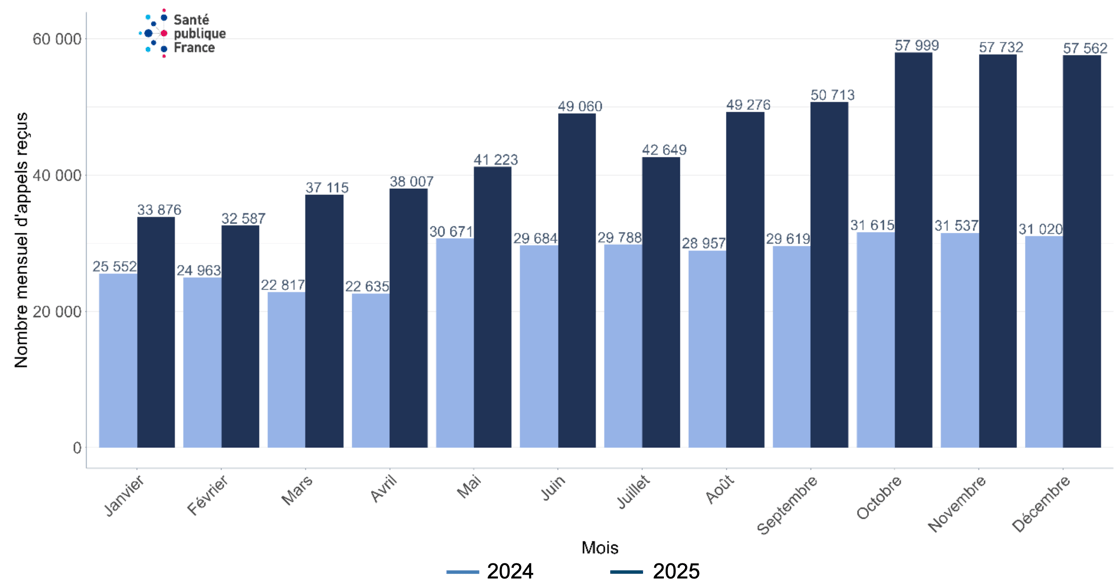 Santé
publique
France
Nombre mensuel d'appels reçus
60 000
40 000
20 000
0
25 552
33 876
24 963
32 587
22 817
37 115
22 635
38 007
30 671
41 223
29 684
49 060
29 788
42 649
28 957
49 276
29 619
50 713
31 615
57 999
31 537
57 732
31 020
57 562
Janvier
Février
Mars
Avril
Mai
Juin
Juillet
Août
Septembre
Octobre
Novembre
Décembre
Mois
2024
2025